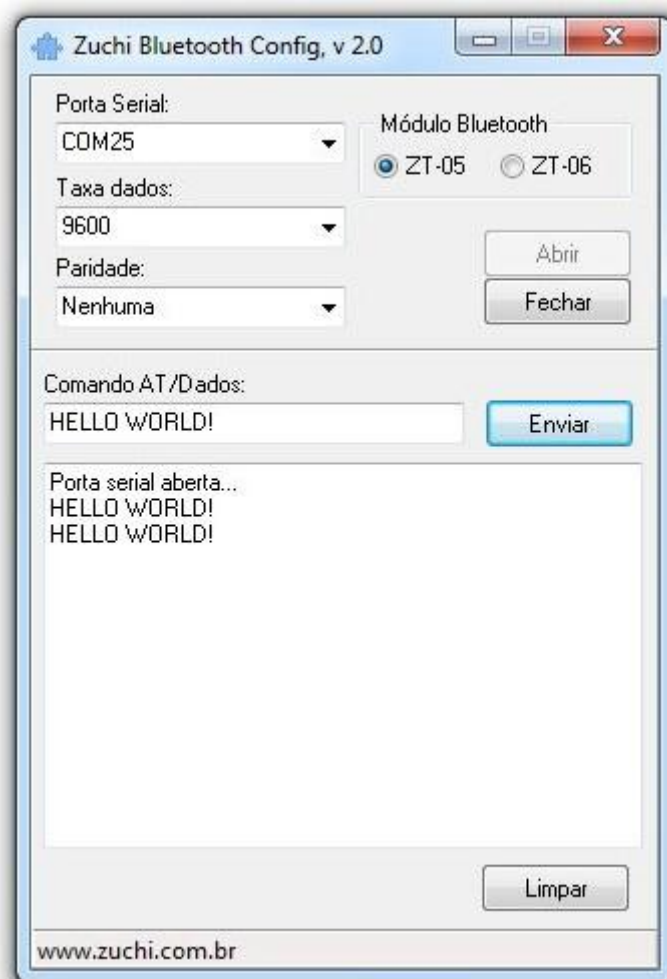 Zuchi Bluetooth Config, v 2.0
Porta Serial:
COM25
Módulo Bluetooth
ZT-05 ZT-06
Taxa dados:
9600
Abrir
Paridade:
Nenhuma
Fechar
Comando AT/Dados:
HELLO WORLD!
Enviar
Porta serial aberta...
HELLO WORLD!
HELLO WORLD!
Limpar
www.zuchi.com.br